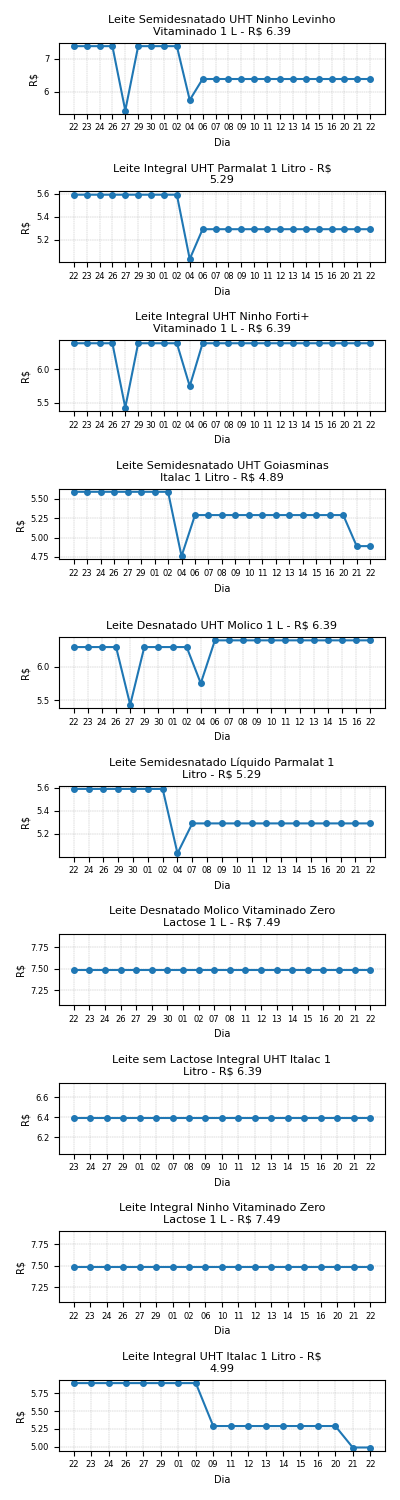 Leite Semidesnatado UHT Ninho Levinho
Vitaminado 1 L - R$ 6.39
7
6
R$
22 23 24 26 27 29 30 01 02 04 06 07 08 09 10 11 12 13 14 15 16 20 21 22
Dia
Leite Integral UHT Parmalat 1 Litro - R$
5.29
5.6
5.4
5.2
R$
22 23 24 26 27 29 30 01 02 04 06 07 08 09 10 11 12 13 14 15 16 20 21 22
Dia
Leite Integral UHT Ninho Forti+
Vitaminado 1 L - R$ 6.39
6.0
5.5
R$
22 23 24 26 27 29 30 01 02 04 06 07 08 09 10 11 12 13 14 15 16 20 21 22
Dia
Leite Semidesnatado UHT Goiasminas
Italac 1 Litro - R$ 4.89
5.50
5.25
5.00
4.75
R$
22 23 24 26 27 29 01 02 04 06 07 08 09 10 11 12 13 14 15 16 20 21 22
Dia
Leite Desnatado UHT Molico 1 L - R$ 6.39
6.0
5.5
R$
22 23 24 26 27 29 30 01 02 04 06 07 08 09 10 11 12 13 14 15 16 22
Dia
Leite Semidesnatado Líquido Parmalat 1
Litro - R$ 5.29
5.6
5.4
5.2
R$
22 24 26 29 30 01 02 04 07 08 09 10 11 12 13 14 15 16 20 21 22
Dia
Leite Desnatado Molico Vitaminado Zero
Lactose 1 L - R$ 7.49
7.75
7.50
7.25
R$
22 23 24 26 27 29 30 01 02 07 08 11 12 13 14 15 16 20 21 22
Dia
Leite sem Lactose Integral UHT Italac 1
Litro - R$ 6.39
6.6
6.4
6.2
R$
23 24 27 29 01 02 07 08 09 10 11 12 13 14 15 16 20 21 22
Dia
Leite Integral Ninho Vitaminado Zero
Lactose 1 L - R$ 7.49
7.75
7.50
7.25
R$
22 23 24 26 27 29 01 02 06 10 11 12 13 14 15 16 20 21 22
Dia
Leite Integral UHT Italac 1 Litro - R$
4.99
5.75
5.50
5.25
5.00
R$
22 23 24 26 27 29 01 02 09 11 12 13 14 15 16 20 21 22
Dia